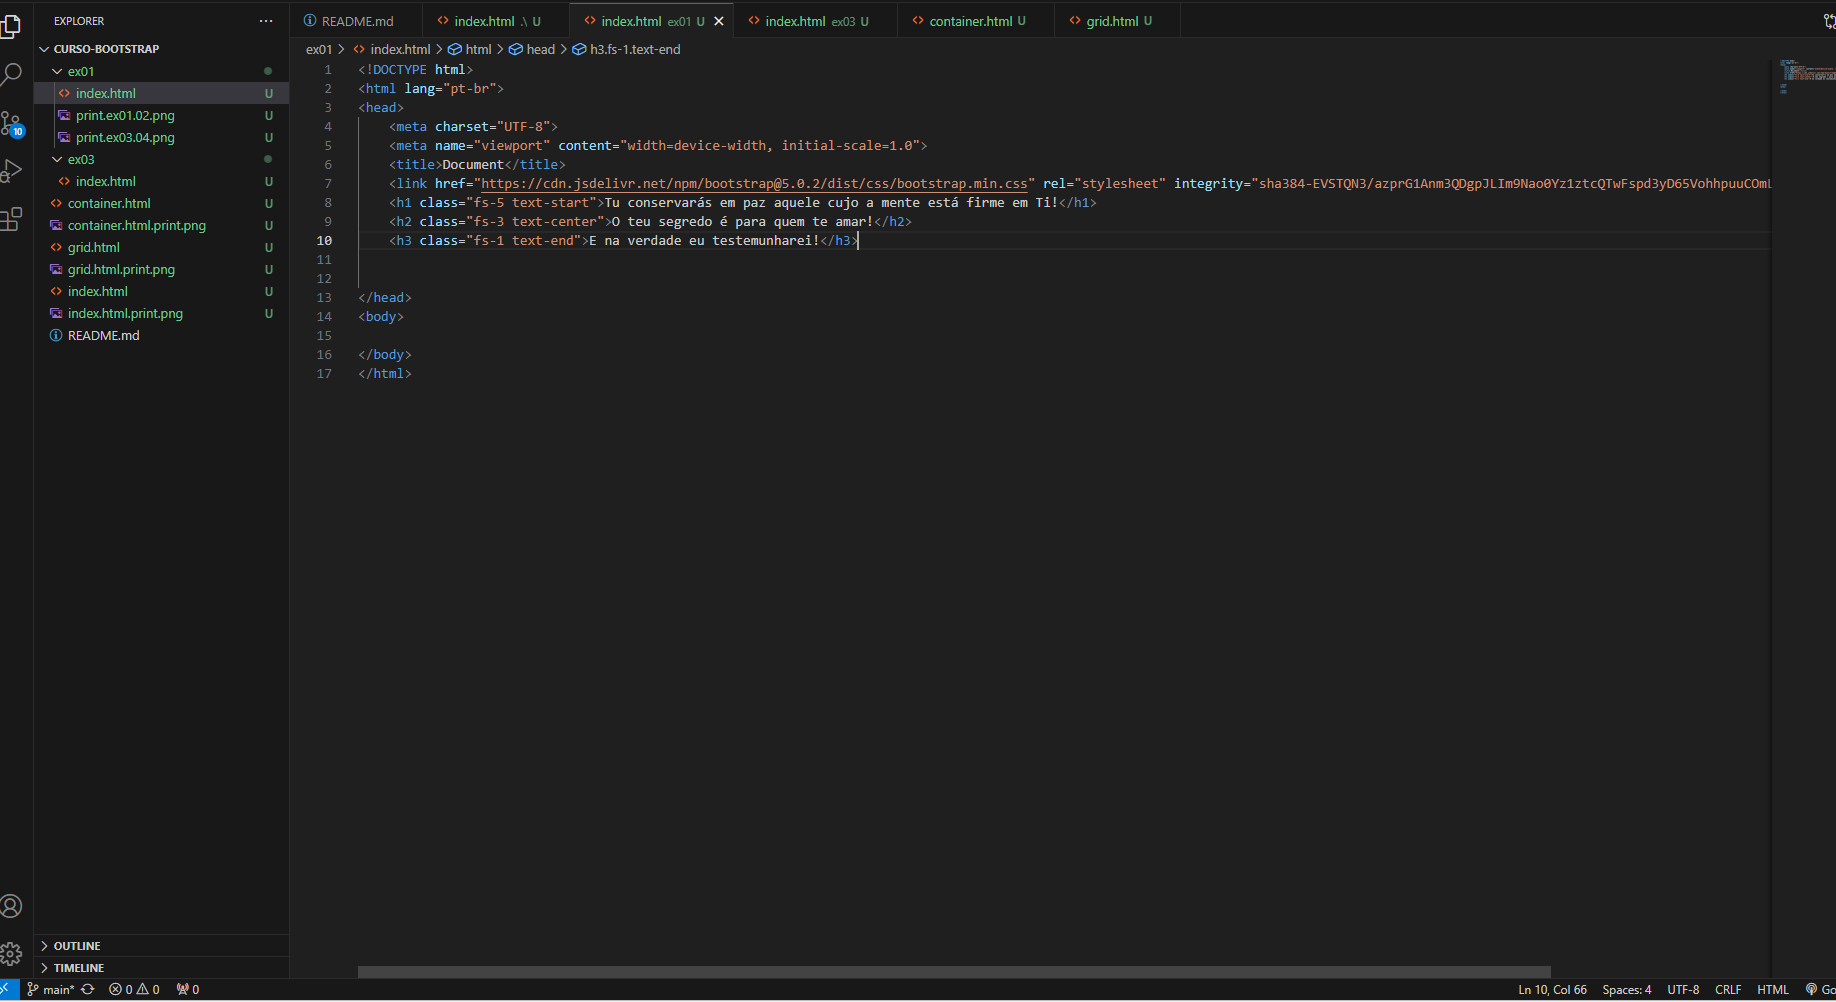 EXPLORER
CURSO-BOOTSTRAP
ex01
index.html U
print.ex01.02.png U
print.ex03.04.png U
ex03
index.html U
container.html U
container.html.print.png U
grid.html U
grid.html.print.png U
index.html U
index.html.print.png U
README.md
OUTLINE
TIMELINE
10
README.md index.html .\ U index.html ex01 U index.html ex03 U container.html U grid.html U
ex01 > index.html > html > head > h3.fs-1.text-end
1 <!DOCTYPE html>
2 <html lang="pt-br">
3 <head>
4 <meta charset="UTF-8">
5 <meta name="viewport" content="width=device-width, initial-scale=1.0">
6 <title>Document</title>
7 <link href="https://cdn.jsdelivr.net/npm/bootstrap@5.0.2/dist/css/bootstrap.min.css" rel="stylesheet" integrity="sha384-EVSTQN3/azprG1Anm3QDgpJLIm9Nao0Yz1ztcQTwFspd3yD65VohhpuuCOmL
8 <h1 class="fs-5 text-start">Tu conservarás em paz aquele cujo a mente está firme em Ti!</h1>
9 <h2 class="fs-3 text-center">O teu segredo é para quem te amar!</h2>
10 <h3 class="fs-1 text-end">E na verdade eu testemunharei!</h3>
11
12
13 </head>
14 <body>
15
16 </body>
17 </html>
main* 0 0 0 Ln 10, Col 66 Spaces: 4 UTF-8 CRLF HTML Go